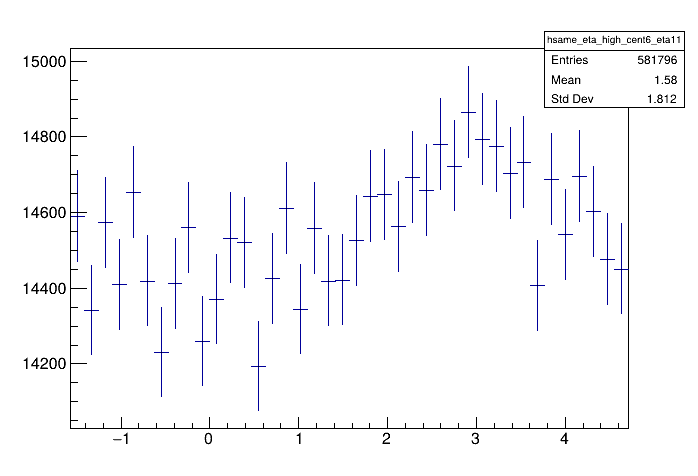 hsame_eta_high_cent6_eta11
Entries 581796
Mean 1.58
Std Dev 1.812
15000
14800
14600
14400
14200
−1 0 1 2 3 4